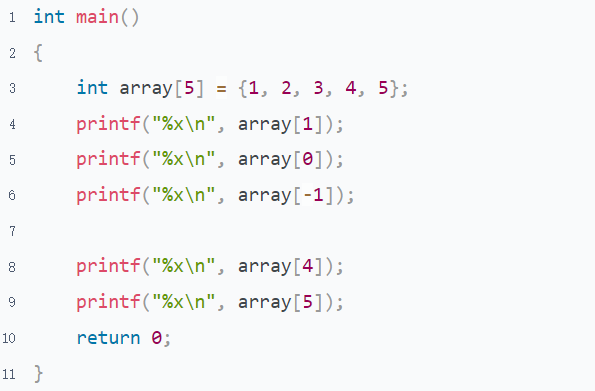 1 int main()
2 {
3     int array[5] = {1, 2, 3, 4, 5};
4     printf("%x\n", array[1]);
5     printf("%x\n", array[0]);
6     printf("%x\n", array[-1]);
7
8     printf("%x\n", array[4]);
9     printf("%x\n", array[5]);
10     return 0;
11 }